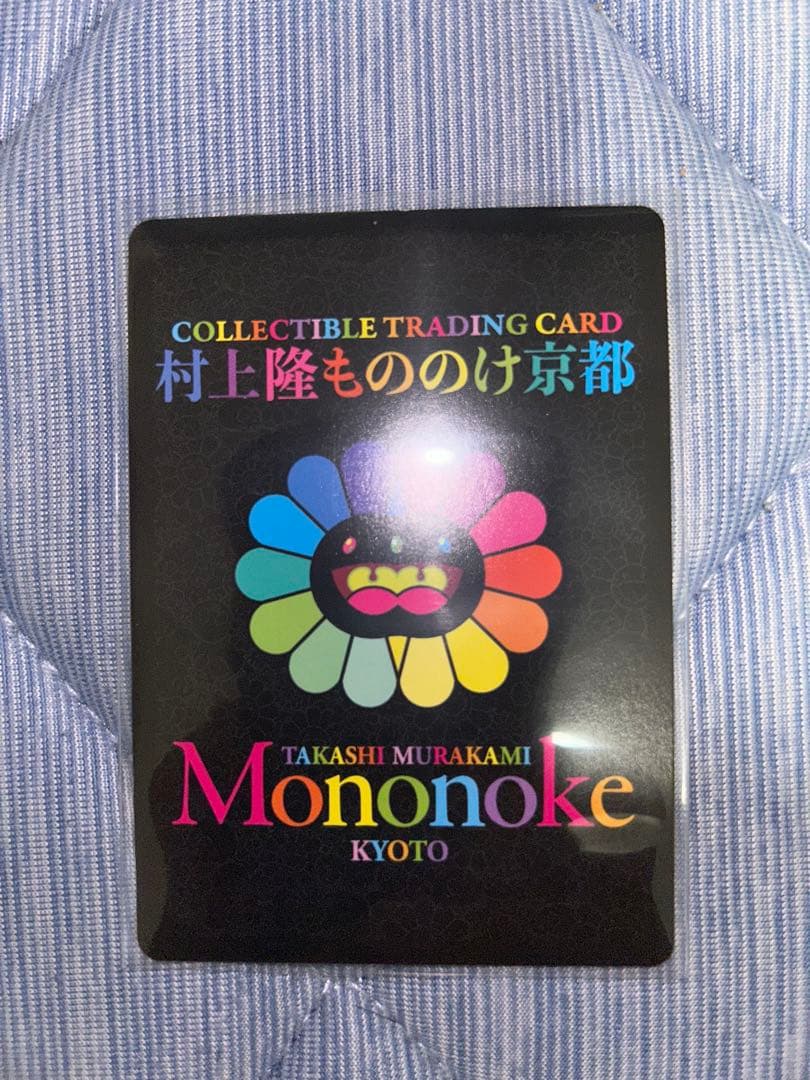 COLLECTIBLE TRADING CARD
村上隆もののけ京都
TAKASHI MURAKAMI
Mononoke
KYOTO